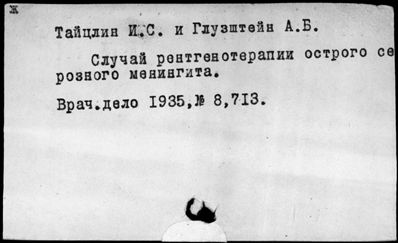 Ж
Тайцлин И.С. и Глузштейн А.Б.
Случай рентгенотерапии острого се
розного менингита.
Врач.дело 1935,№ 8,713.